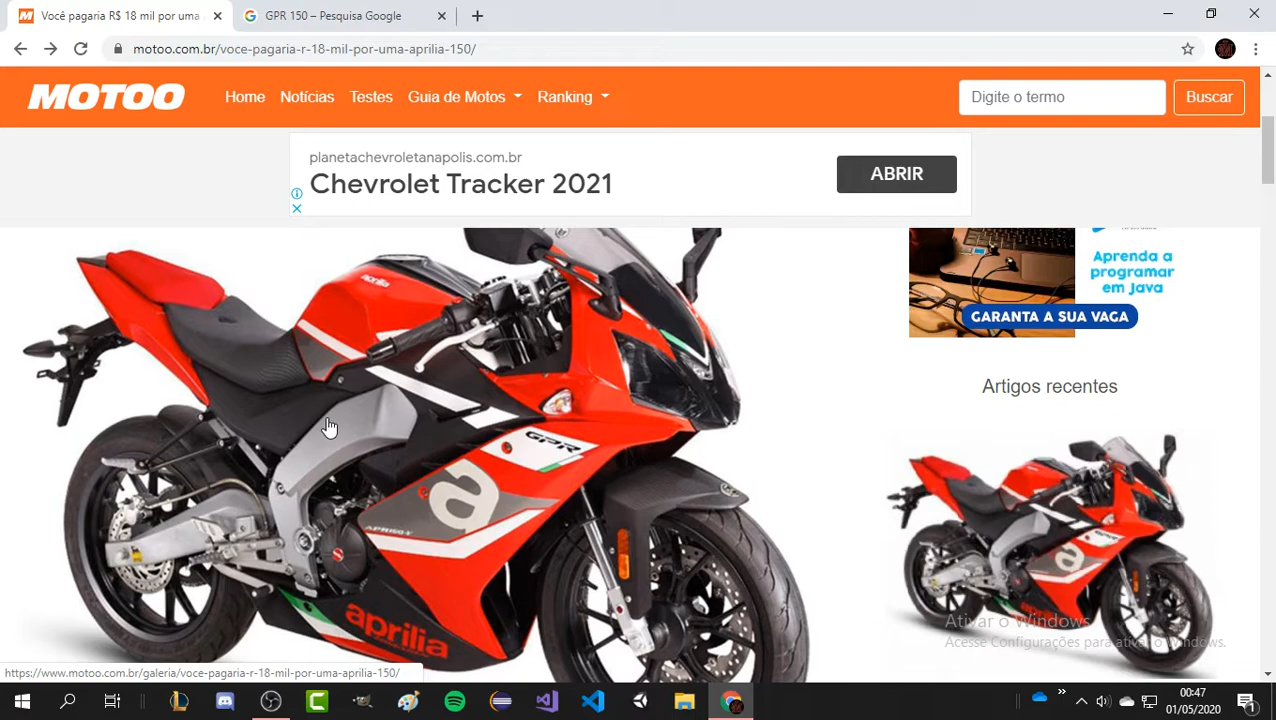 Você pagaria R$ 18 mil por uma
GPR 150 – Pesquisa Google
motoo.com.br/voce-pagaria-r-18-mil-por-uma-aprilia-150/
MOTOO
Home
Notícias
Testes
Guia de Motos
Ranking
Digite o termo
Buscar
planetachevroletanapolis.com.br
Chevrolet Tracker 2021
ABRIR
Aprenda a
programar
em Java
GARANTA A SUA VAGA
Artigos recentes
aprilia
GPR
a
APR150-V
aprilia
a
Ativar o Windows
Acesse Configurações para ativar o Windows.
https://www.motoo.com.br/galeria/voce-pagaria-r-18-mil-por-uma-aprilia-150/
00:47
01/05/2020
1